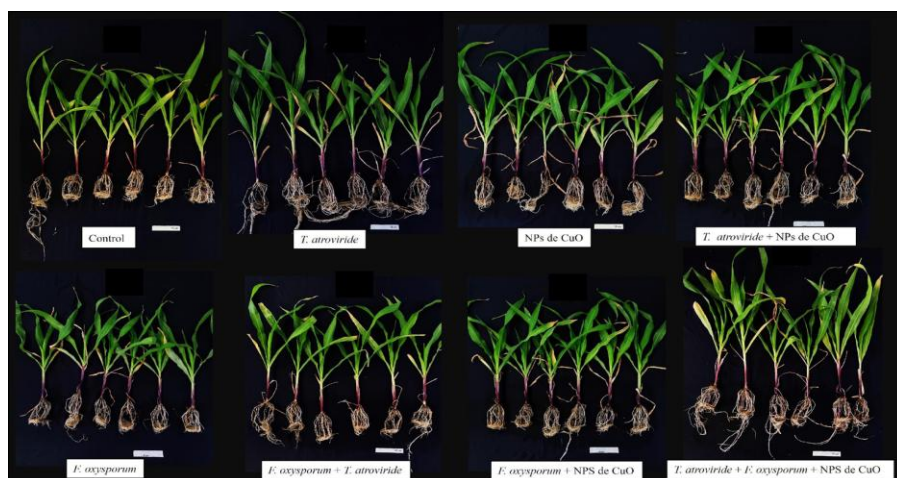 Control
T. atroviride
NPs de CuO
T. atroviride + NPs de CuO
F. oxysporum
F. oxysporum + T. atroviride
F. oxysporum + NPS de CuO
T. atroviride + F. oxysporum + NPS de CuO